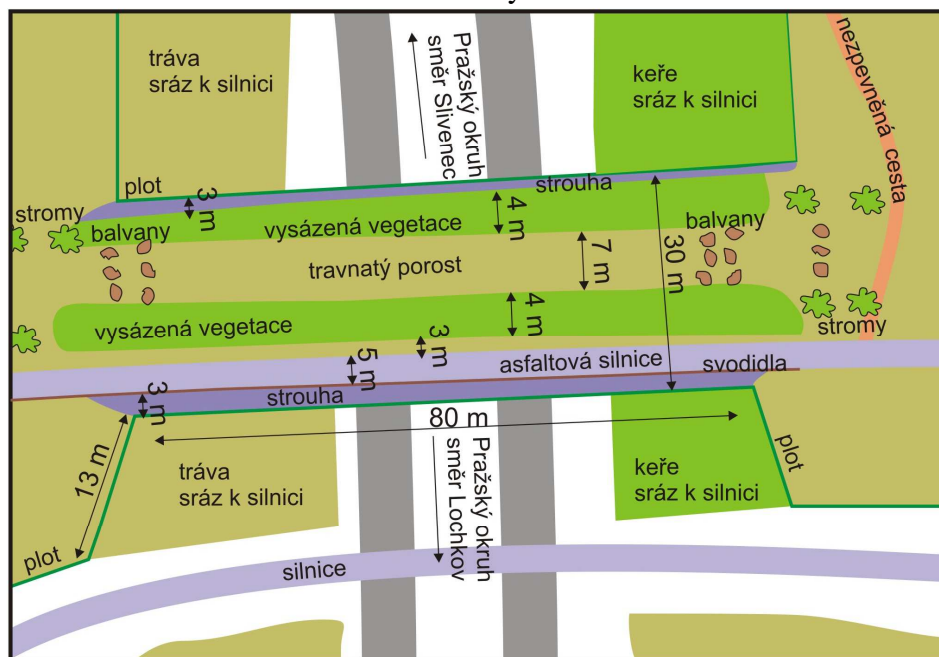 tráva
sráz k silnici
Pražský okruh
směr Slivenec
keře
sráz k silnici
nezpevněná cesta
plot
strouha
3 m
stromy
balvany
vysázená vegetace
4 m
balvany
30 m
travnatý porost
7 m
vysázená vegetace
4 m
stromy
3 m
asfaltová silnice
svodidla
5 m
3 m
strouha
80 m
13 m
tráva
sráz k silnici
Pražský okruh
směr Lochkov
keře
sráz k silnici
plot
plot
silnice